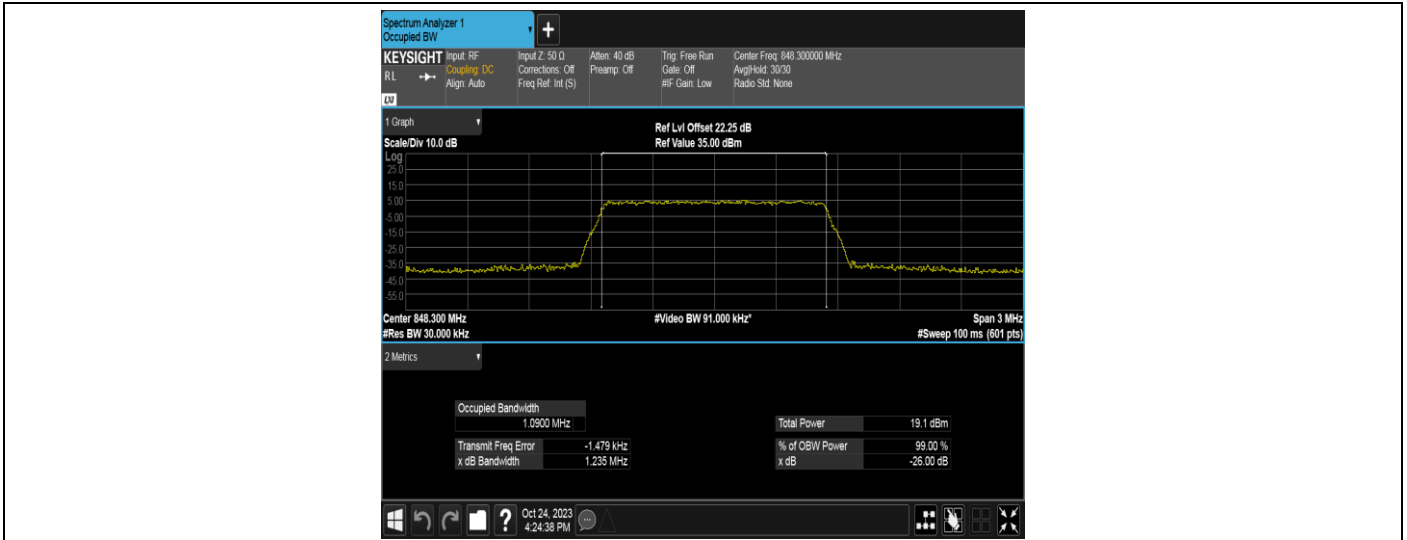 Spectrum Analyzer 1
Occupied BW
+
KEYSIGHT Input: RF Input Z: 50 Ω Atten: 40 dB Trig: Free Run Center Freq: 848.300000 MHz
RL Coupling: DC Corrections: Off Preamp: Off Gate: Off Avg|Hold: 30/30
Align: Auto Freq Ref: Int (S) #IF Gain: Low Radio Std: None
LXI
1 Graph
Ref Lvl Offset 22.25 dB
Scale/Div 10.0 dB Ref Value 35.00 dBm
Log
25.0
15.0
5.00
-5.00
-15.0
-25.0
-35.0
-45.0
-55.0
Center 848.300 MHz #Video BW 91.000 kHz* Span 3 MHz
#Res BW 30.000 kHz #Sweep 100 ms (601 pts)
2 Metrics
Occupied Bandwidth
1.0900 MHz Total Power 19.1 dBm
Transmit Freq Error -1.479 kHz % of OBW Power 99.00 %
x dB Bandwidth 1.235 MHz x dB -26.00 dB
? Oct 24, 2023
4:24:38 PM